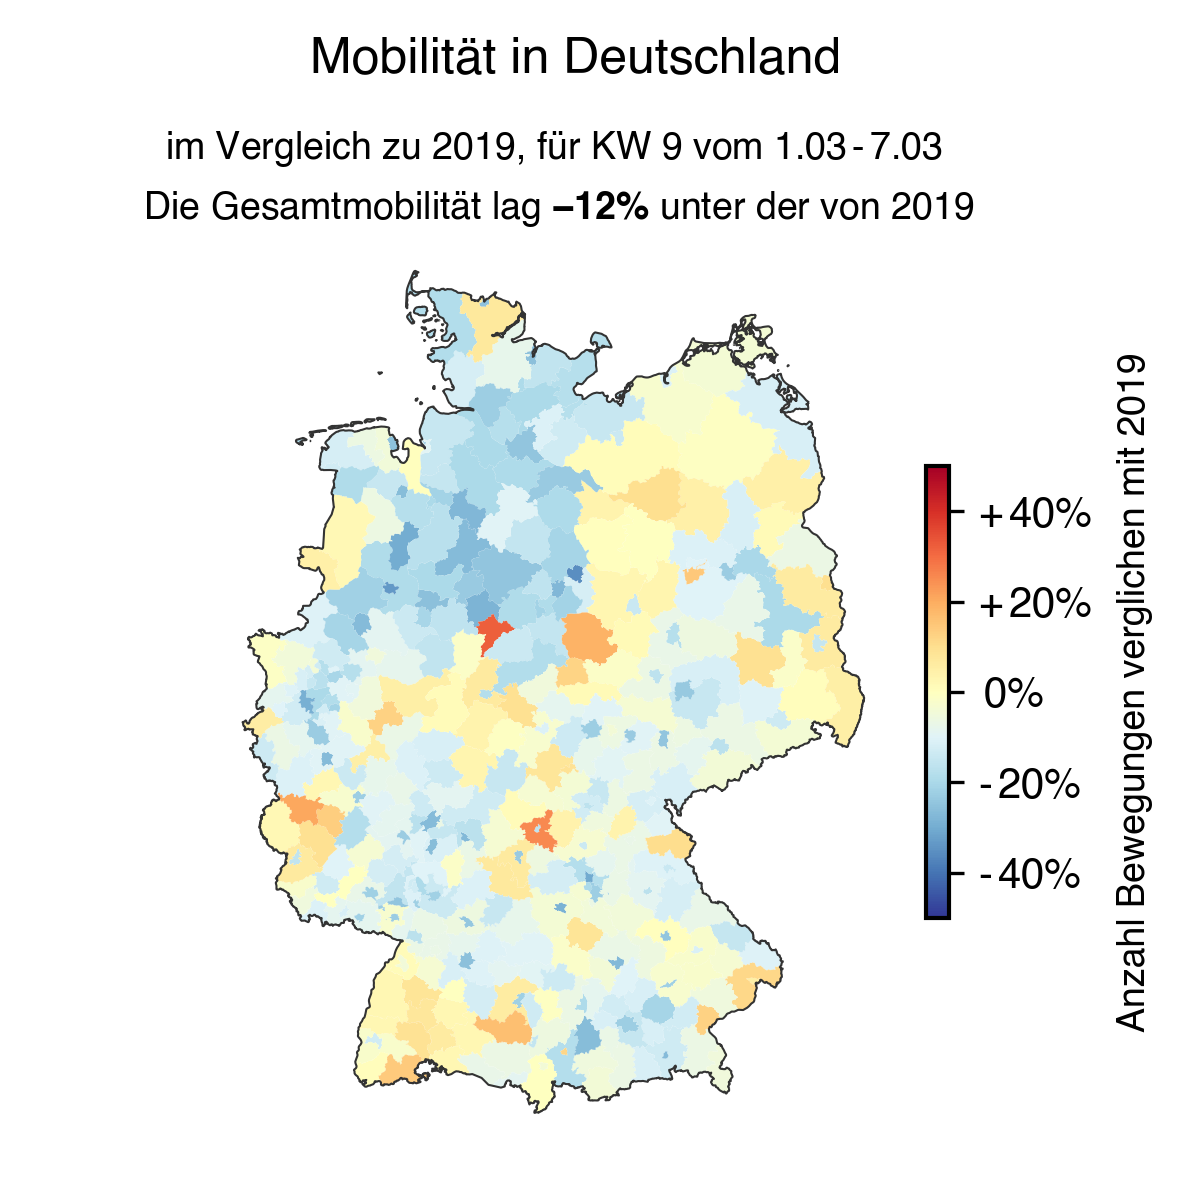 Mobilität in Deutschland
im Vergleich zu 2019, für KW 9 vom 1.03 - 7.03
Die Gesamtmobilität lag –12% unter der von 2019
+40%
+20%
0%
-20%
-40%
Anzahl Bewegungen verglichen mit 2019